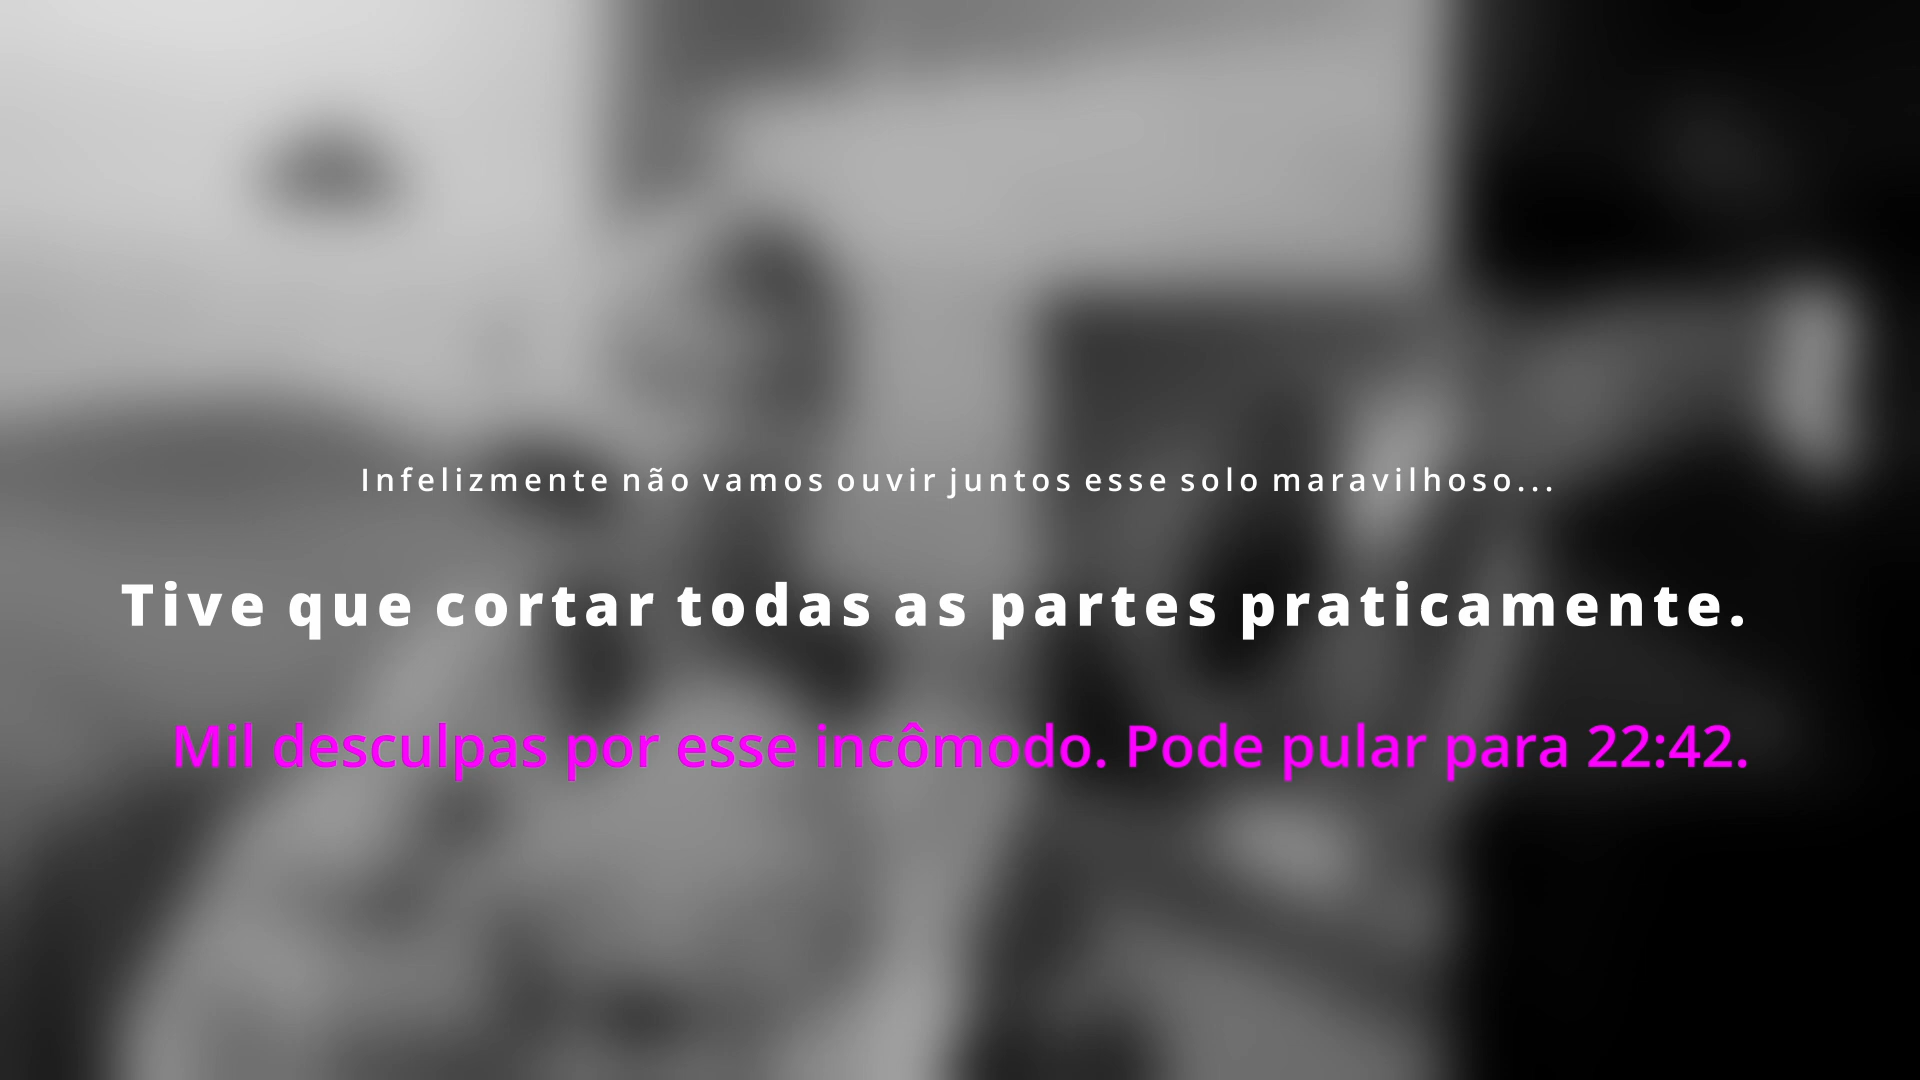 Infelizmente não vamos ouvir juntos esse solo maravilhoso...
Tive que cortar todas as partes praticamente.
Mil desculpas por esse incômodo. Pode pular para 22:42.